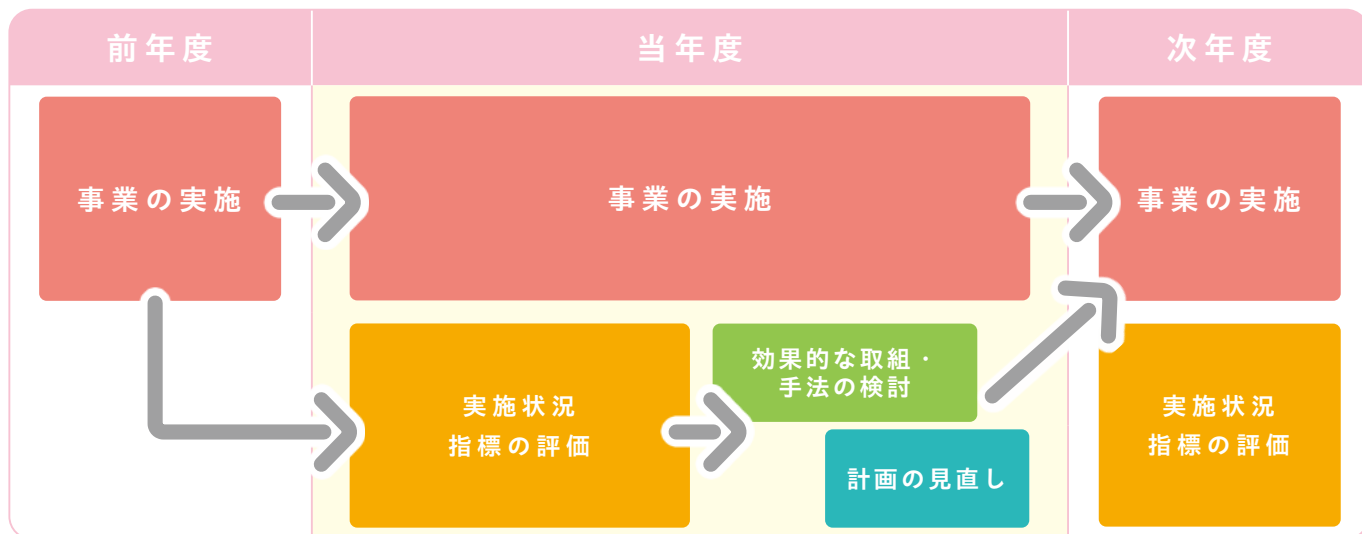 前年度
当年度
次年度
事業の実施
事業の実施
事業の実施
実施状況
指標の評価
効果的な取組・
手法の検討
計画の見直し
実施状況
指標の評価